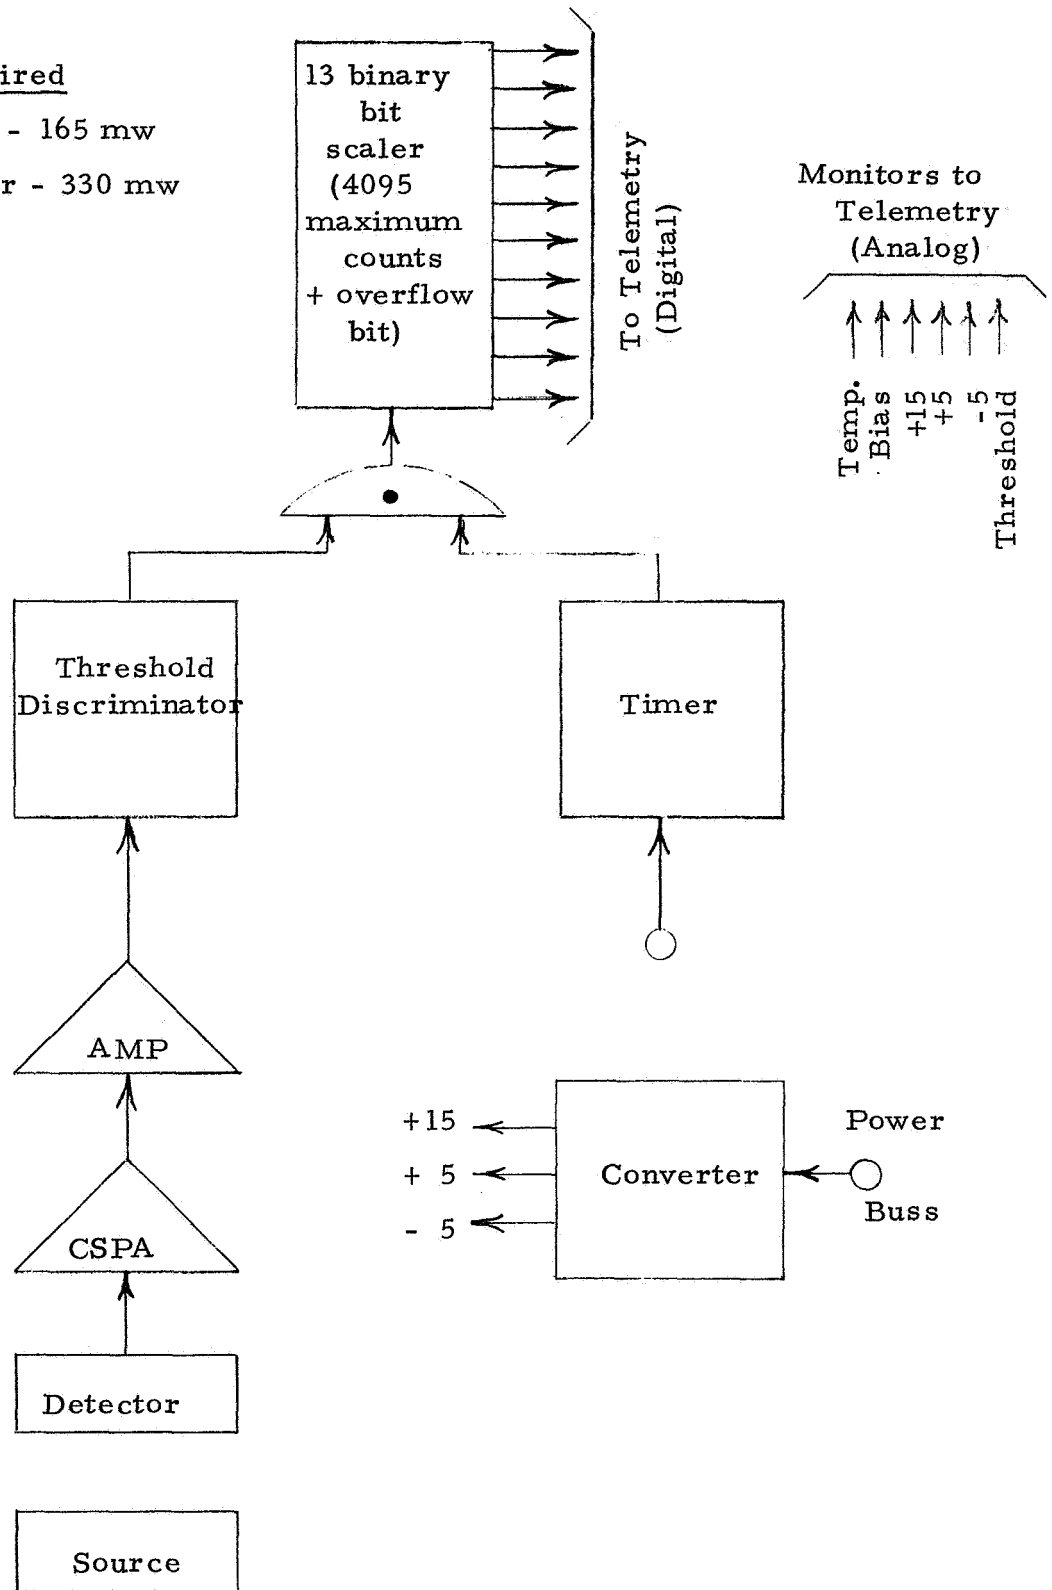 ired
- 165 mw
r - 330 mw
13 binary
bit
scaler
(4095
maximum
counts
+ overflow
bit)
To Telemetry
(Digital)
Monitors to
Telemetry
(Analog)
Temp.
Bias
+15
+5
-5
Threshold
Threshold
Discriminator
Timer
AMP
CSPA
Detector
Source
+15
+ 5
- 5
Converter
Power
Buss